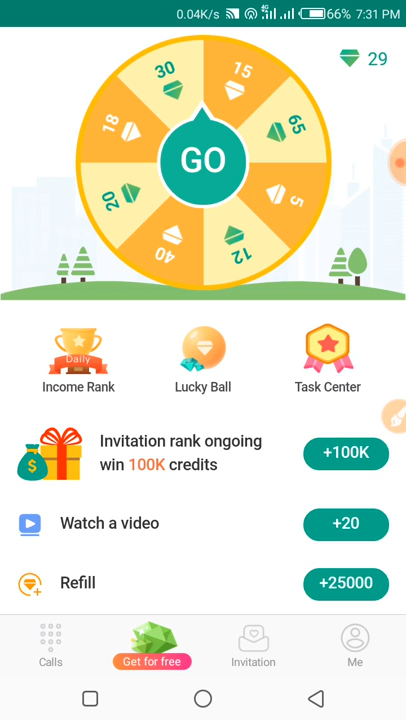 0.04K/s 4G 66% 7:31 PM
29
30
15
18
65
GO
20
5
40
12
Daily
Income Rank
Lucky Ball
Task Center
Invitation rank ongoing
win 100K credits
+100K
$
Watch a video
+20
Refill
+25000
Calls
Get for free
Invitation
Me